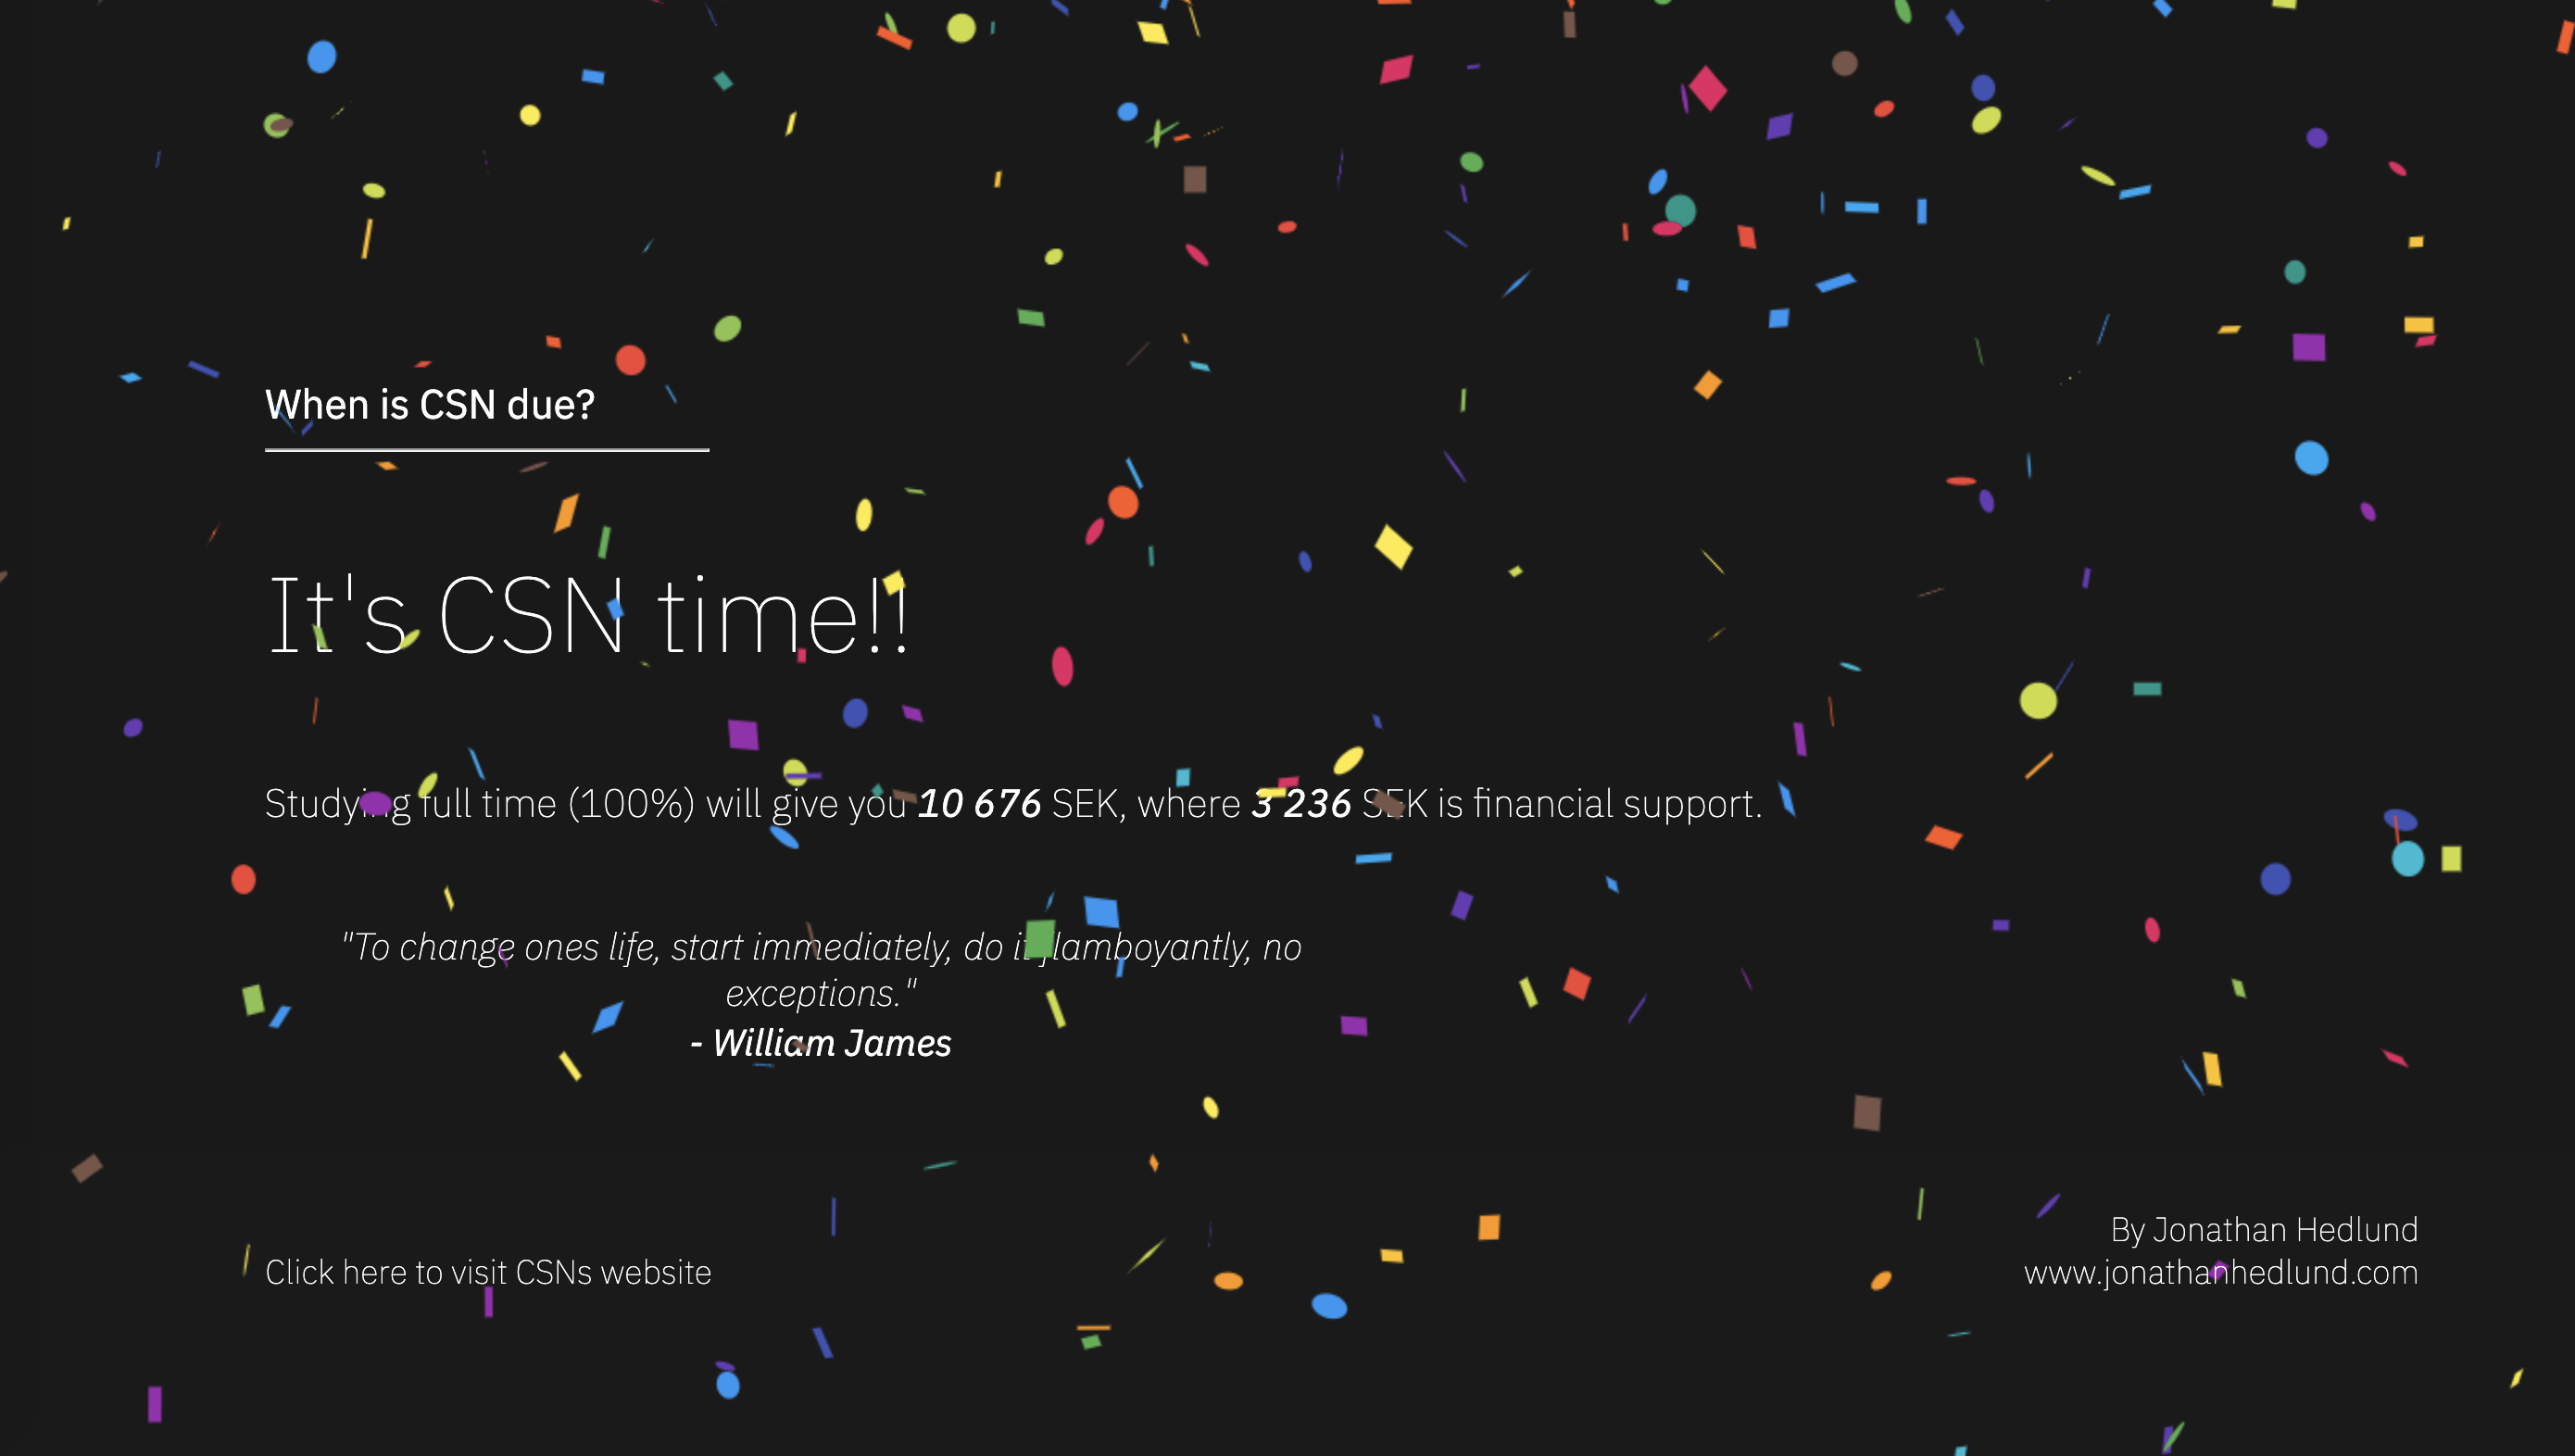 When is CSN due?
It's CSN time!!
Studying full time (100%) will give you 10 676 SEK, where 3 236 SEK is financial support.
"To change ones life, start immediately, do it flamboyantly, no
exceptions."
- William James
Click here to visit CSNs website
By Jonathan Hedlund
www.jonathanhedlund.com